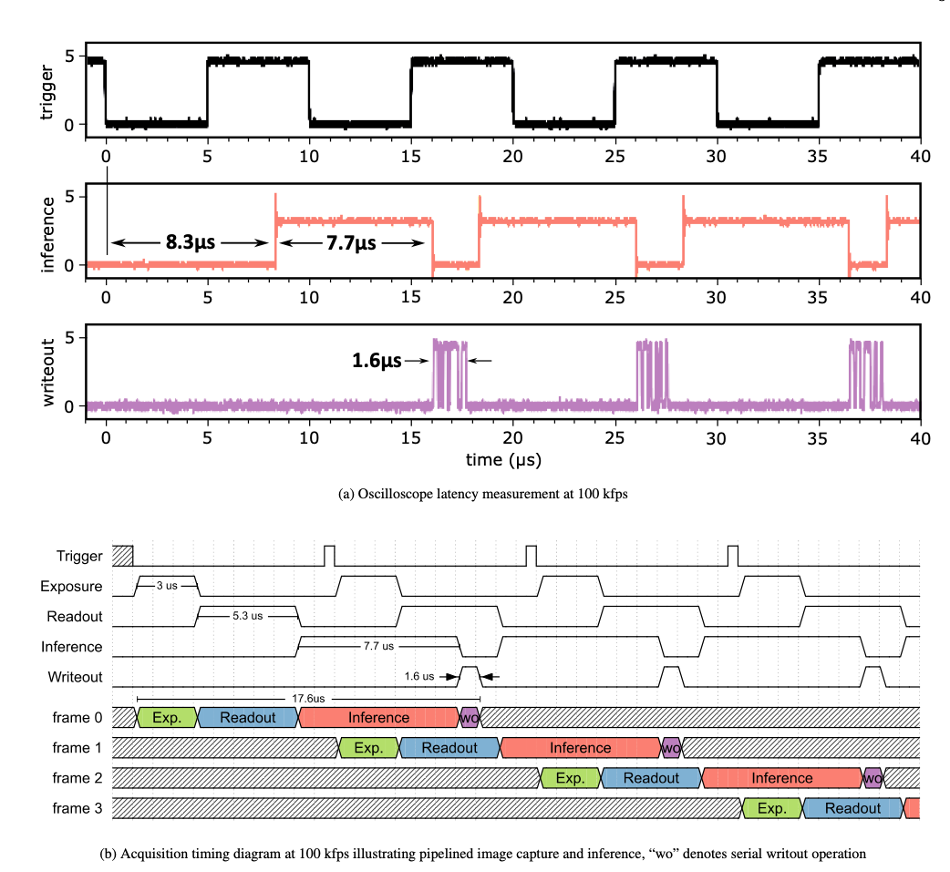 trigger
5
0
0 5 10 15 20 25 30 35 40
inference
5
0
8.3μs
7.7μs
0 5 10 15 20 25 30 35 40
writeout
5
0
1.6μs
0 5 10 15 20 25 30 35 40
time (μs)
(a) Oscilloscope latency measurement at 100 kfps
Trigger
Exposure
3 us
Readout
5.3 us
Inference
7.7 us
Writeout
1.6 us
17.6us
frame 0 Exp. Readout Inference wo
frame 1 Exp. Readout Inference wo
frame 2 Exp. Readout Inference wo
frame 3 Exp. Readout
(b) Acquisition timing diagram at 100 kfps illustrating pipelined image capture and inference, “wo” denotes serial writout operation